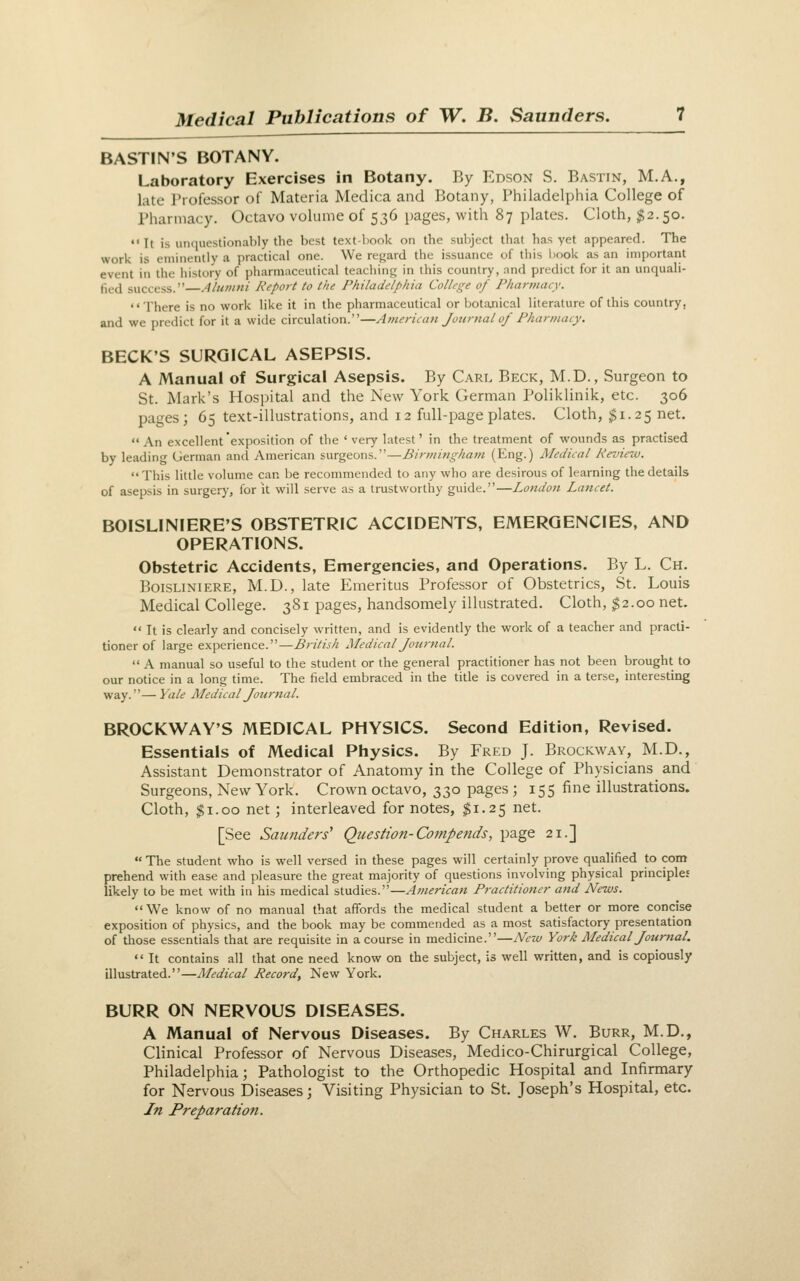 Medical Publications of W. B. Saunders. 7
BASTIN'S BOTANY.
Laboratory Exercises in Botany. By Edson S. Bastin, M.A.,
late Professor of Materia Medica and Botany, Philadelphia College of
Pharmacy. Octavo volume of 536 pages, with 87 plates. Cloth, $2.50.
"It is unquestionably the best text-book on the subject that has yet appeared. The
work is eminently a practical one. We regard the issuance of this book as an important
event in the history of pharmaceutical teaching in this country, and predict for it an unquali-
fied success."—Alumni Report to the Philadelphia College of Pharmacy.
"There is no work like it in the pharmaceutical or botanical literature of this country,
and we predict for it a wide circulation."—American Journal of Pharmacy.
BECK'S SURGICAL ASEPSIS.
A Manual of Surgical Asepsis. By Carl Beck, M.D., Surgeon to
St. Mark's Hospital and the New York German Poliklinik, etc. 306
pages; 65 text-illustrations, and 12 full-page plates. Cloth, $1.25 net.
"An excellent exposition of the 'very latest' in the treatment of wounds as practised
by leading German and American surgeons."—Birmingham (Eng.) Medical Review.
"This little volume can be recommended to any who are desirous of learning the details
of asepsis in surgery, for it will serve as a trustworthy guide."—London Lancet.
BOISLINIERE'S OBSTETRIC ACCIDENTS, EMERGENCIES, AND
OPERATIONS.
Obstetric Accidents, Emergencies, and Operations. By L. Ch.
Boisliniere, M.D., late Emeritus Professor of Obstetrics, St. Louis
Medical College. 381 pages, handsomely illustrated. Cloth, $2.00 net.
"It is clearly and concisely written, and is evidently the work of a teacher and practi-
tioner of large experience."—British Medical Journal.
"A manual so useful to the student or the general practitioner has not been brought to
our notice in a long time. The field embraced in the title is covered in a terse, interesting
way."—Yale Medical Journal.
BROCKWAY'S MEDICAL PHYSICS. Second Edition, Revised.
Essentials of Medical Physics. By Fred J. Brockway, M.D.,
Assistant Demonstrator of Anatomy in the College of Physicians and
Surgeons, New York. Crown octavo, 330 pages; 155 fine illustrations.
Cloth, $1.00 net; interleaved for notes, $1.25 net.
[See Saunders' Question-Compends, page 21.]
"The student who is well versed in these pages will certainly prove qualified to com
prehend with ease and pleasure the great majority of questions involving physical principles
likely to be met with in his medical studies."—American Practitioner and News.
"We know of no manual that affords the medical student a better or more concise
exposition of physics, and the book may be commended as a most satisfactory presentation
of those essentials that are requisite in a course in medicine."—New York Medical Journal.
"It contains all that one need know on the subject, is well written, and is copiously
illustrated."—Medical Record, New York.
BURR ON NERVOUS DISEASES.
A Manual of Nervous Diseases. By Charles W. Burr, M.D.,
Clinical Professor of Nervous Diseases, Medico-Chirurgical College,
Philadelphia; Pathologist to the Orthopedic Hospital and Infirmary
for Nervous Diseases; Visiting Physician to St. Joseph's Hospital, etc.
In Preparation.